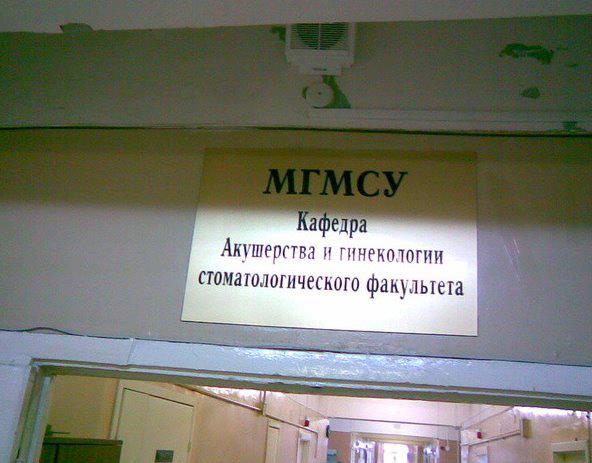 МГМСУ
Кафедра
Акушерства и гинекологии
стоматологического факультета